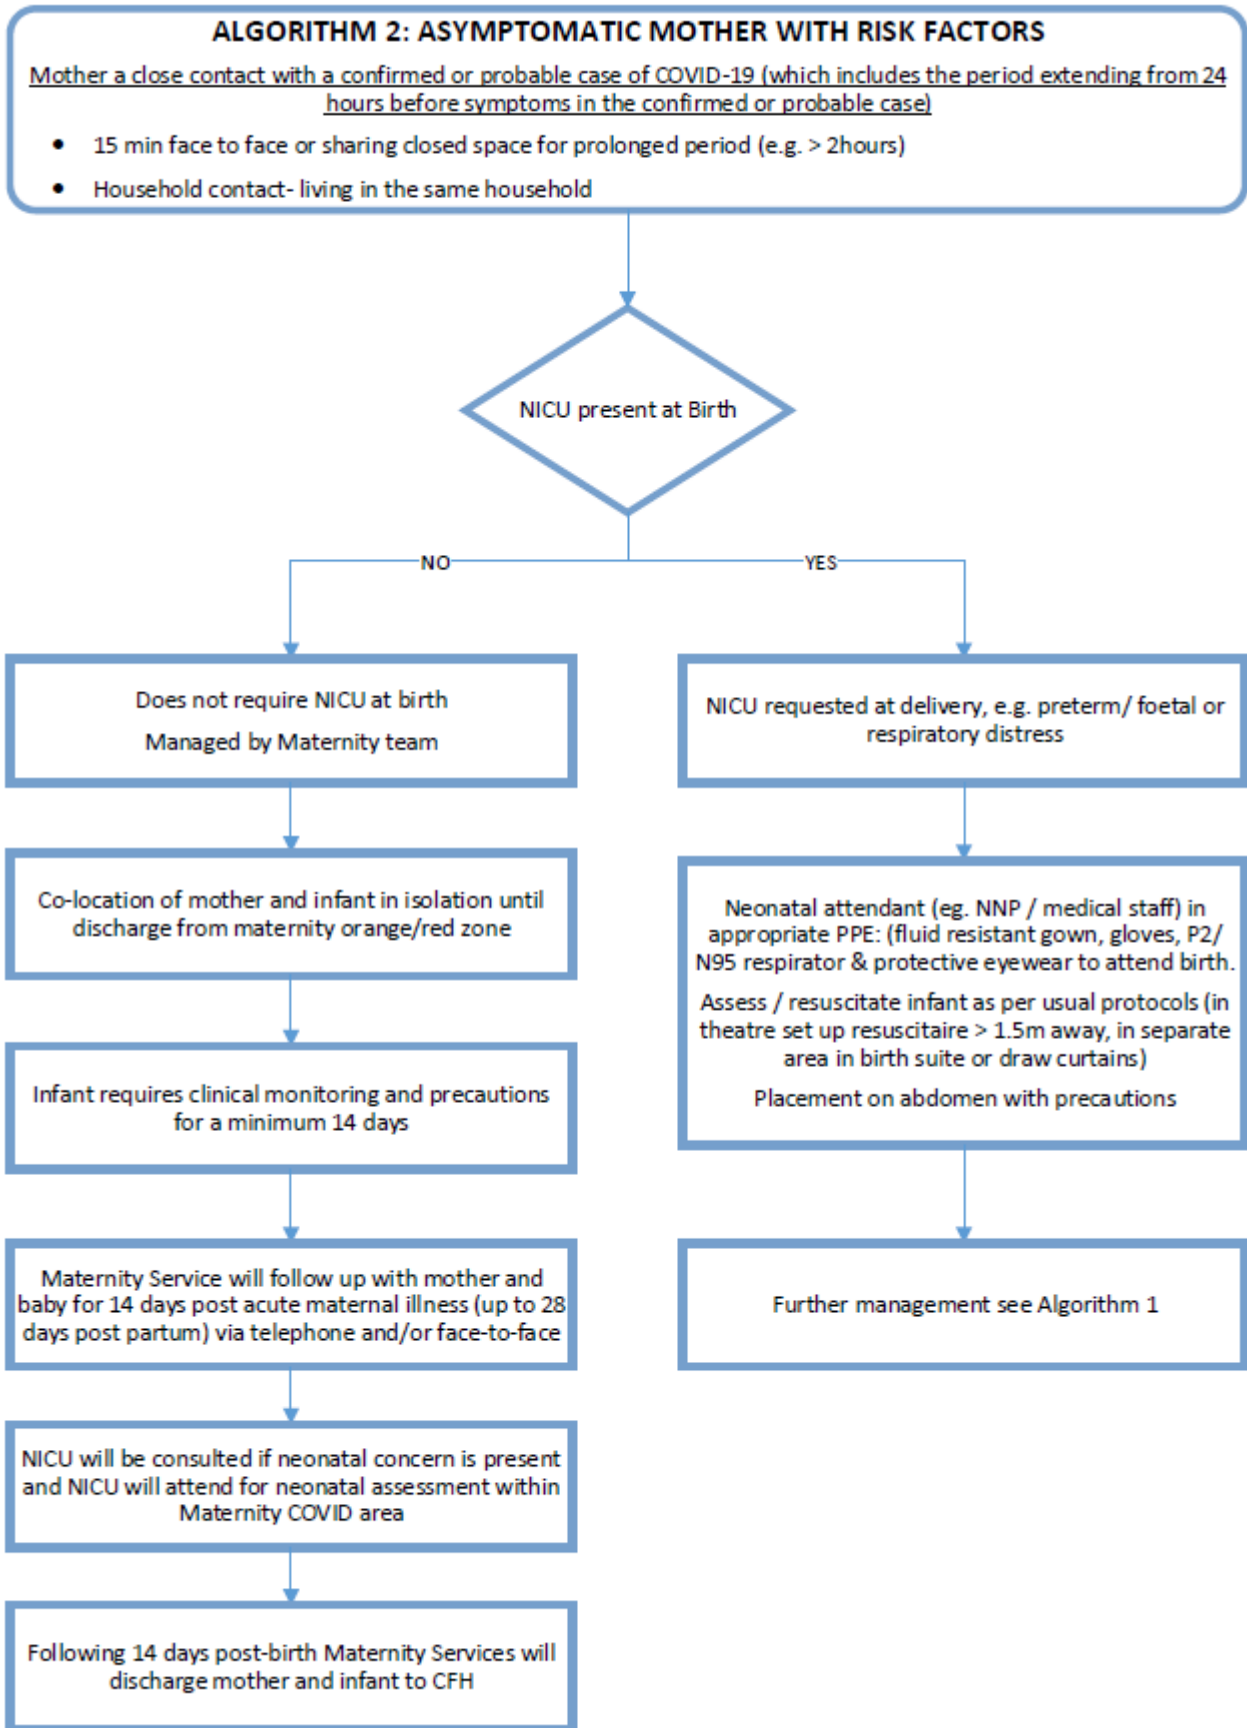 ALGORITHM 2: ASYMPTOMATIC MOTHER WITH RISK FACTORS
Mother a close contact with a confirmed or probable case of COVID-19 (which includes the period extending from 24
hours before symptoms in the confirmed or probable case)
• 15 min face to face or sharing closed space for prolonged period (e.g. > 2hours)
• Household contact- living in the same household
NICU present at Birth
NO
YES
Does not require NICU at birth
Managed by Maternity team
Co-location of mother and infant in isolation until
discharge from maternity orange/red zone
Infant requires clinical monitoring and precautions
for a minimum 14 days
Maternity Service will follow up with mother and
baby for 14 days post acute maternal illness (up to 28
days post partum) via telephone and/or face-to-face
NICU will be consulted if neonatal concern is present
and NICU will attend for neonatal assessment within
Maternity COVID area
Following 14 days post-birth Maternity Services will
discharge mother and infant to CFH
NICU requested at delivery, e.g. preterm/ foetal or
respiratory distress
Neonatal attendant (eg. NNP / medical staff) in
appropriate PPE: (fluid resistant gown, gloves, P2/
N95 respirator & protective eyewear to attend birth.
Assess / resuscitate infant as per usual protocols (in
theatre set up resuscitaire > 1.5m away, in separate
area in birth suite or draw curtains)
Placement on abdomen with precautions
Further management see Algorithm 1